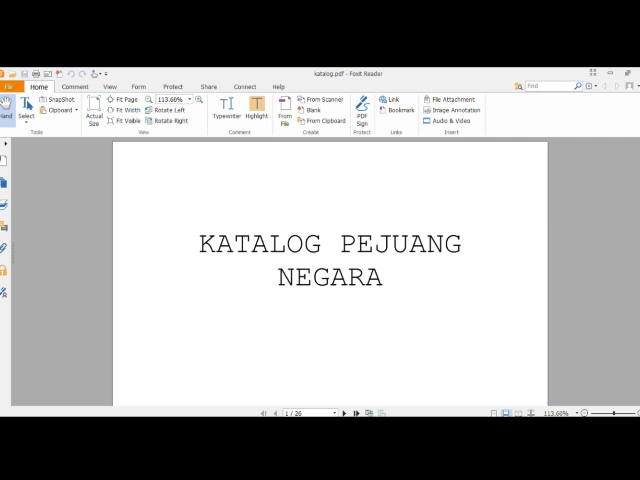 katalog.pdf - Foxit Reader
File Home Comment View Form Protect Share Connect Help Find
Hand
Select
SnapShot
Clipboard
Tools
Actual Size
Fit Page
Fit Width
Fit Visible
113.60%
Rotate Left
Rotate Right
View
Typewriter
Highlight
Comment
From File
From Scanner
Blank
From Clipboard
Create
PDF Sign
Protect
Link
Bookmark
Links
File Attachment
Image Annotation
Audio & Video
Insert
KATALOG PEJUANG
NEGARA
1 / 26
113.60%